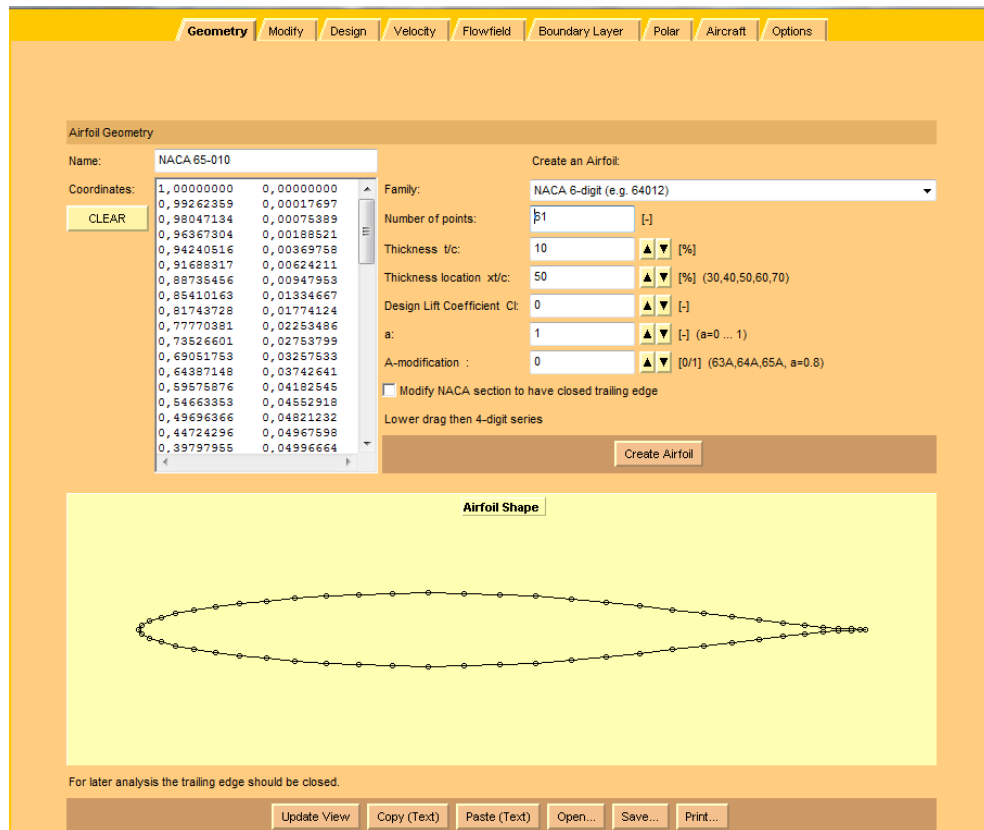 Geometry Modify Design Velocity Flowfield Boundary Layer Polar Aircraft Options
Airfoil Geometry
Name: NACA 65-010 Create an Airfoil:
Coordinates: Family: NACA 6-digit (e.g. 64012)
CLEAR
1,00000000 0,00000000
0,99262359 0,00017697
0,98047134 0,00075389
0,96367304 0,00188521
0,94240516 0,00369758
0,91688317 0,00624211
0,88735456 0,00947953
0,85410163 0,01334667
0,81743728 0,01774124
0,77770381 0,02253486
0,73526601 0,02753799
0,69051753 0,03257533
0,64387148 0,03742641
0,59575876 0,04182545
0,54663353 0,04552918
0,49696366 0,04821232
0,44724296 0,04967598
0,39797955 0,04996664
Number of points: 61 [-]
Thickness t/c: 10 [%]
Thickness location xt/c: 50 [%] (30,40,50,60,70)
Design Lift Coefficient Cl: 0 [-]
a: 1 [-] (a=0 ... 1)
A-modification : 0 [0/1] (63A,64A,65A, a=0.8)
Modify NACA section to have closed trailing edge
Lower drag then 4-digit series
Create Airfoil
Airfoil Shape
For later analysis the trailing edge should be closed.
Update View Copy (Text) Paste (Text) Open... Save... Print...